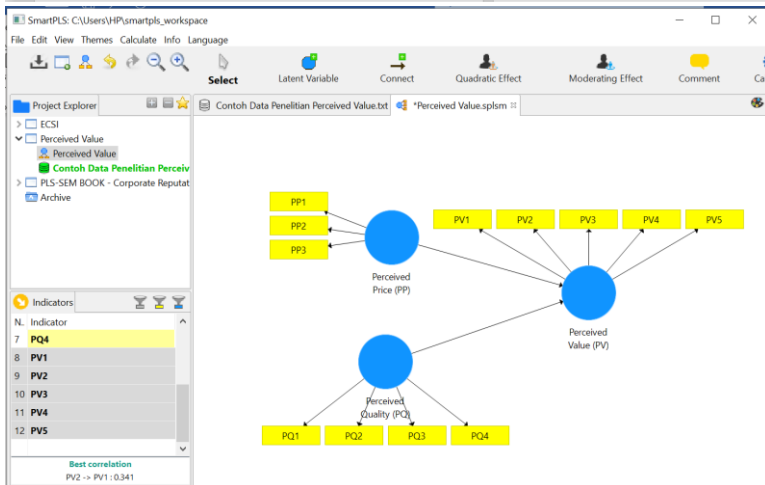 SmartPLS: C:\Users\HP\smartpls_workspace
File Edit View Themes Calculate Info Language
Select
Latent Variable
Connect
Quadratic Effect
Moderating Effect
Comment
Ca
Project Explorer
Contoh Data Penelitian Perceived Value.txt
*Perceived Value.splsm
ECSI
Perceived Value
Perceived Value
Contoh Data Penelitian Perceiv
PLS-SEM BOOK - Corporate Reputat
Archive
PP1
PP2
PP3
Perceived
Price (PP)
PV1 PV2 PV3 PV4 PV5
Perceived
Value (PV)
Perceived
Quality (PQ)
PQ1 PQ2 PQ3 PQ4
Indicators
N. Indicator
7 PQ4
8 PV1
9 PV2
10 PV3
11 PV4
12 PV5
Best correlation
PV2 -> PV1 : 0.341